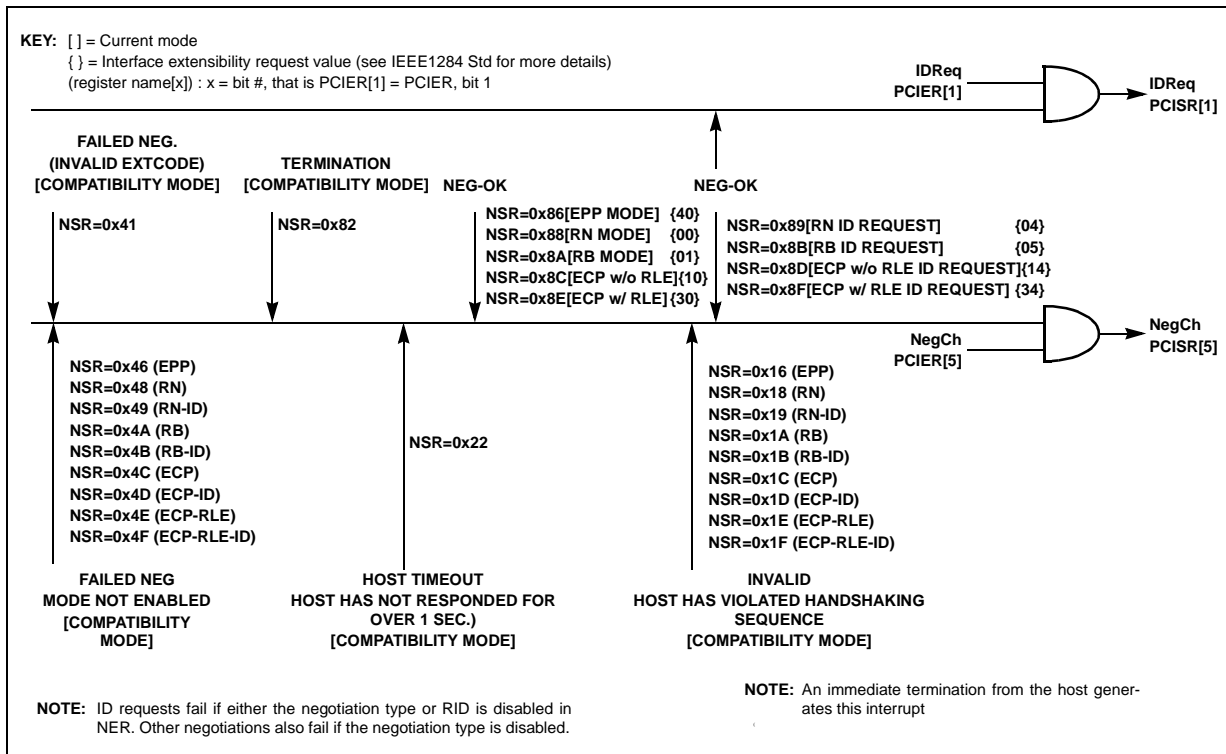 KEY: [ ] = Current mode
{ } = Interface extensibility request value (see IEEE1284 Std for more details)
(register name[x]) : x = bit #, that is PCIER[1] = PCIER, bit 1
IDReq
PCIER[1]
IDReq
PCISR[1]
FAILED NEG.
(INVALID EXTCODE)
[COMPATIBILITY MODE]
TERMINATION
[COMPATIBILITY MODE]
NEG-OK
NEG-OK
NSR=0x41
NSR=0x82
NSR=0x86[EPP MODE] {40}
NSR=0x88[RN MODE] {00}
NSR=0x8A[RB MODE] {01}
NSR=0x8C[ECP w/o RLE]{10}
NSR=0x8E[ECP w/ RLE] {30}
NSR=0x89[RN ID REQUEST] {04}
NSR=0x8B[RB ID REQUEST] {05}
NSR=0x8D[ECP w/o RLE ID REQUEST]{14}
NSR=0x8F[ECP w/ RLE ID REQUEST] {34}
NegCh
PCIER[5]
NegCh
PCISR[5]
NSR=0x46 (EPP)
NSR=0x48 (RN)
NSR=0x49 (RN-ID)
NSR=0x4A (RB)
NSR=0x4B (RB-ID)
NSR=0x4C (ECP)
NSR=0x4D (ECP-ID)
NSR=0x4E (ECP-RLE)
NSR=0x4F (ECP-RLE-ID)
NSR=0x22
NSR=0x16 (EPP)
NSR=0x18 (RN)
NSR=0x19 (RN-ID)
NSR=0x1A (RB)
NSR=0x1B (RB-ID)
NSR=0x1C (ECP)
NSR=0x1D (ECP-ID)
NSR=0x1E (ECP-RLE)
NSR=0x1F (ECP-RLE-ID)
FAILED NEG
MODE NOT ENABLED
[COMPATIBILITY
MODE]
HOST TIMEOUT
HOST HAS NOT RESPONDED FOR
OVER 1 SEC.)
[COMPATIBILITY MODE]
INVALID
HOST HAS VIOLATED HANDSHAKING
SEQUENCE
[COMPATIBILITY MODE]
NOTE: ID requests fail if either the negotiation type or RID is disabled in
NER. Other negotiations also fail if the negotiation type is disabled.
NOTE: An immediate termination from the host gener-
ates this interrupt